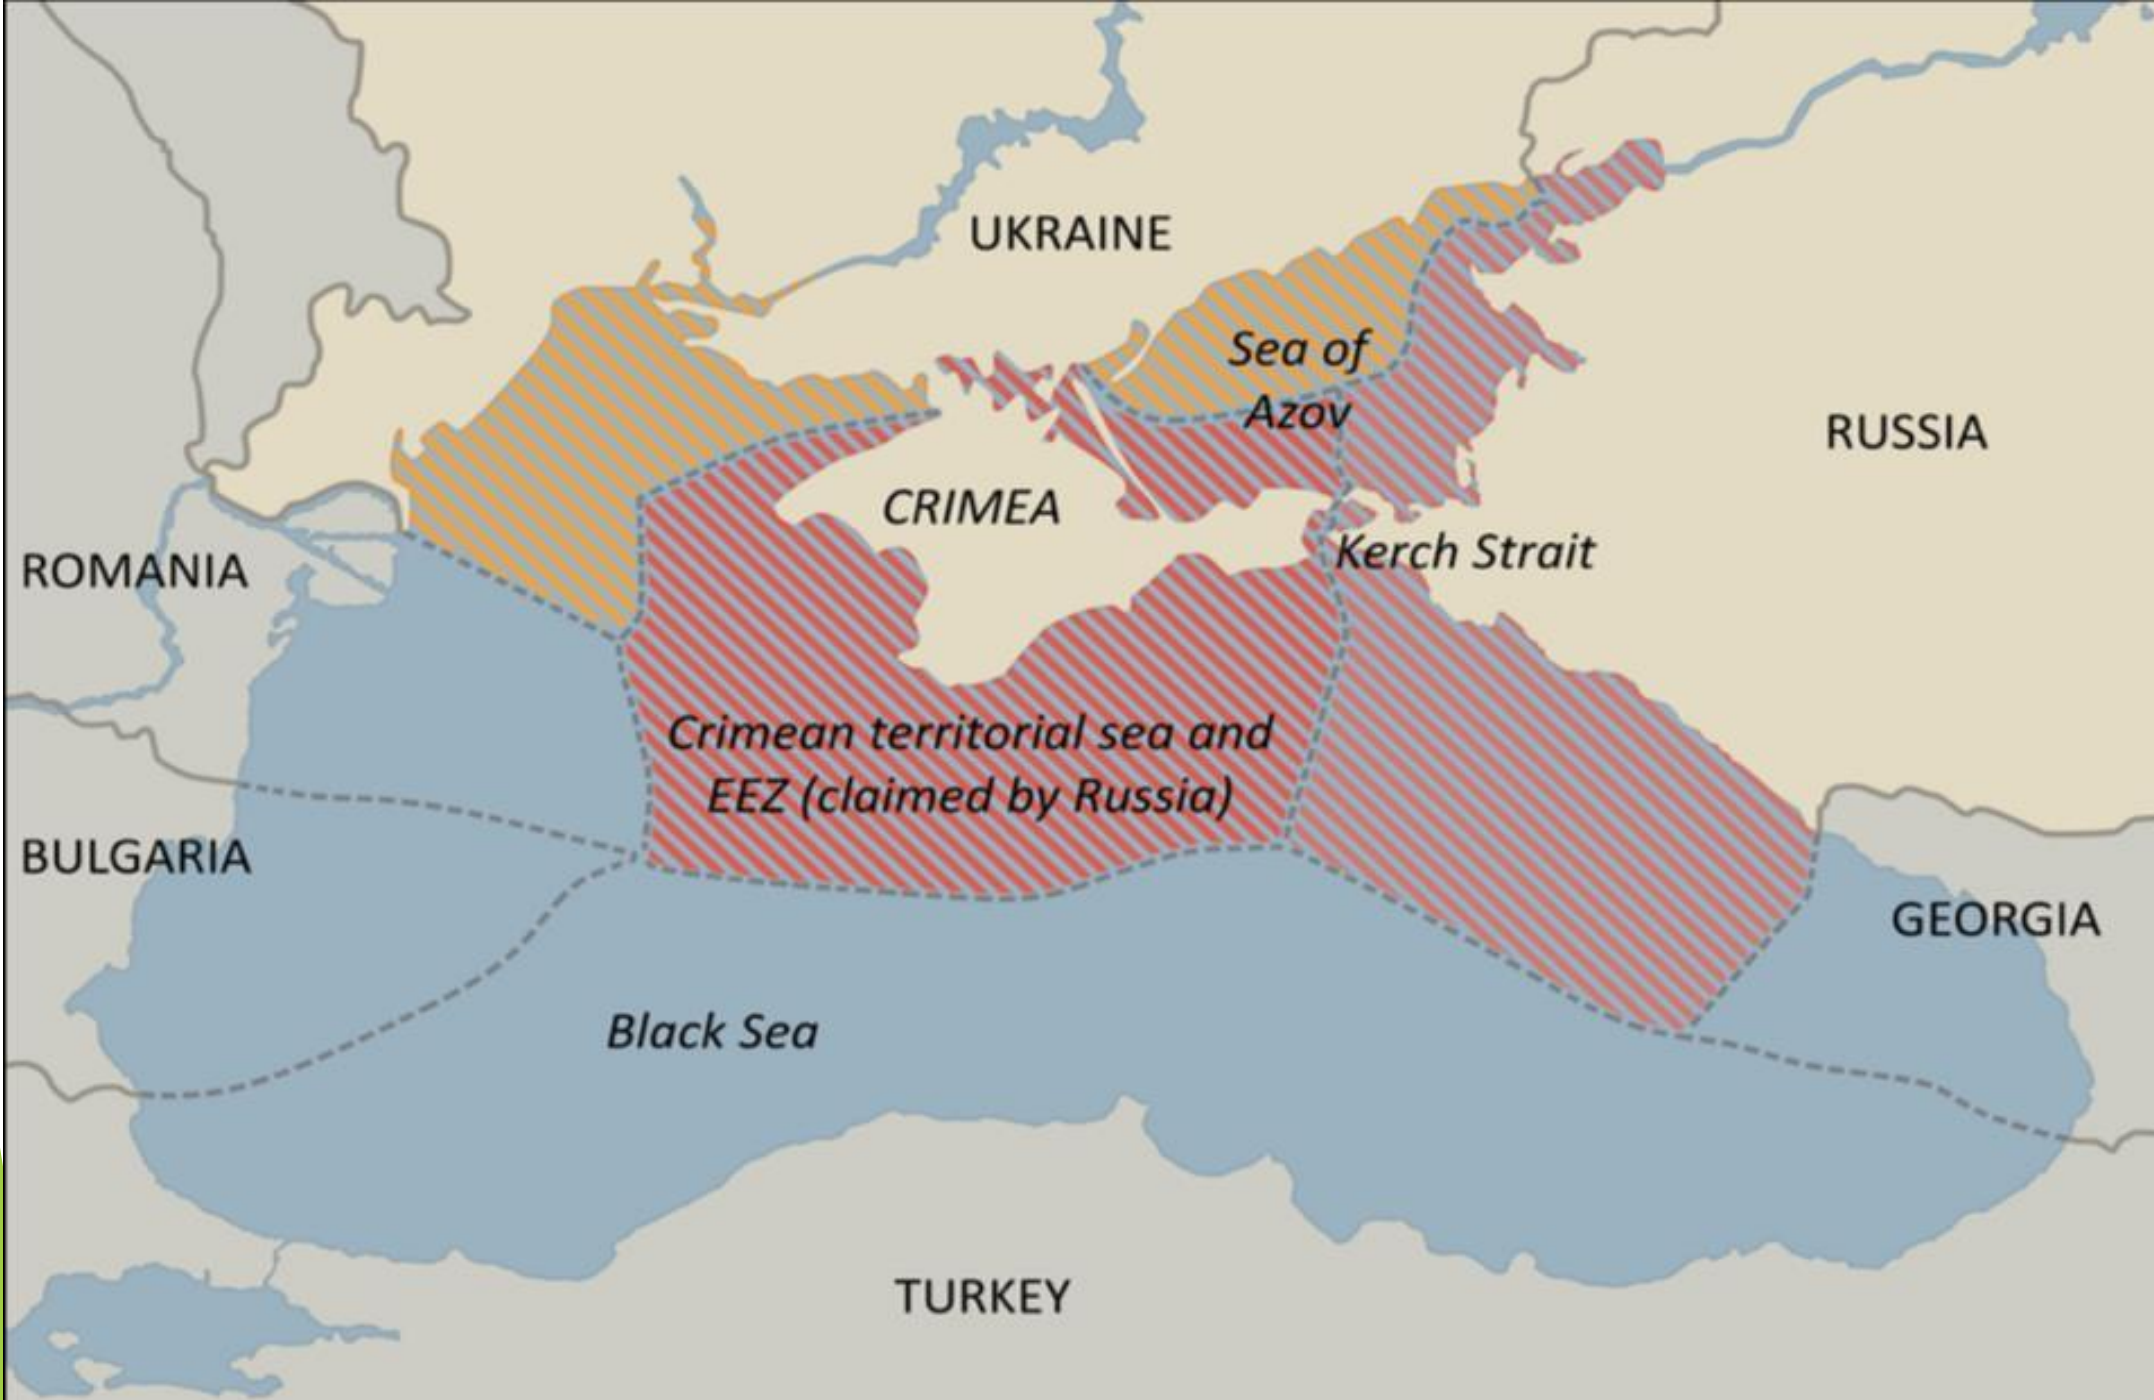 UKRAINE
Sea of
Azov
RUSSIA
CRIMEA
Kerch Strait
ROMANIA
Crimean territorial sea and
EEZ (claimed by Russia)
BULGARIA
GEORGIA
Black Sea
TURKEY